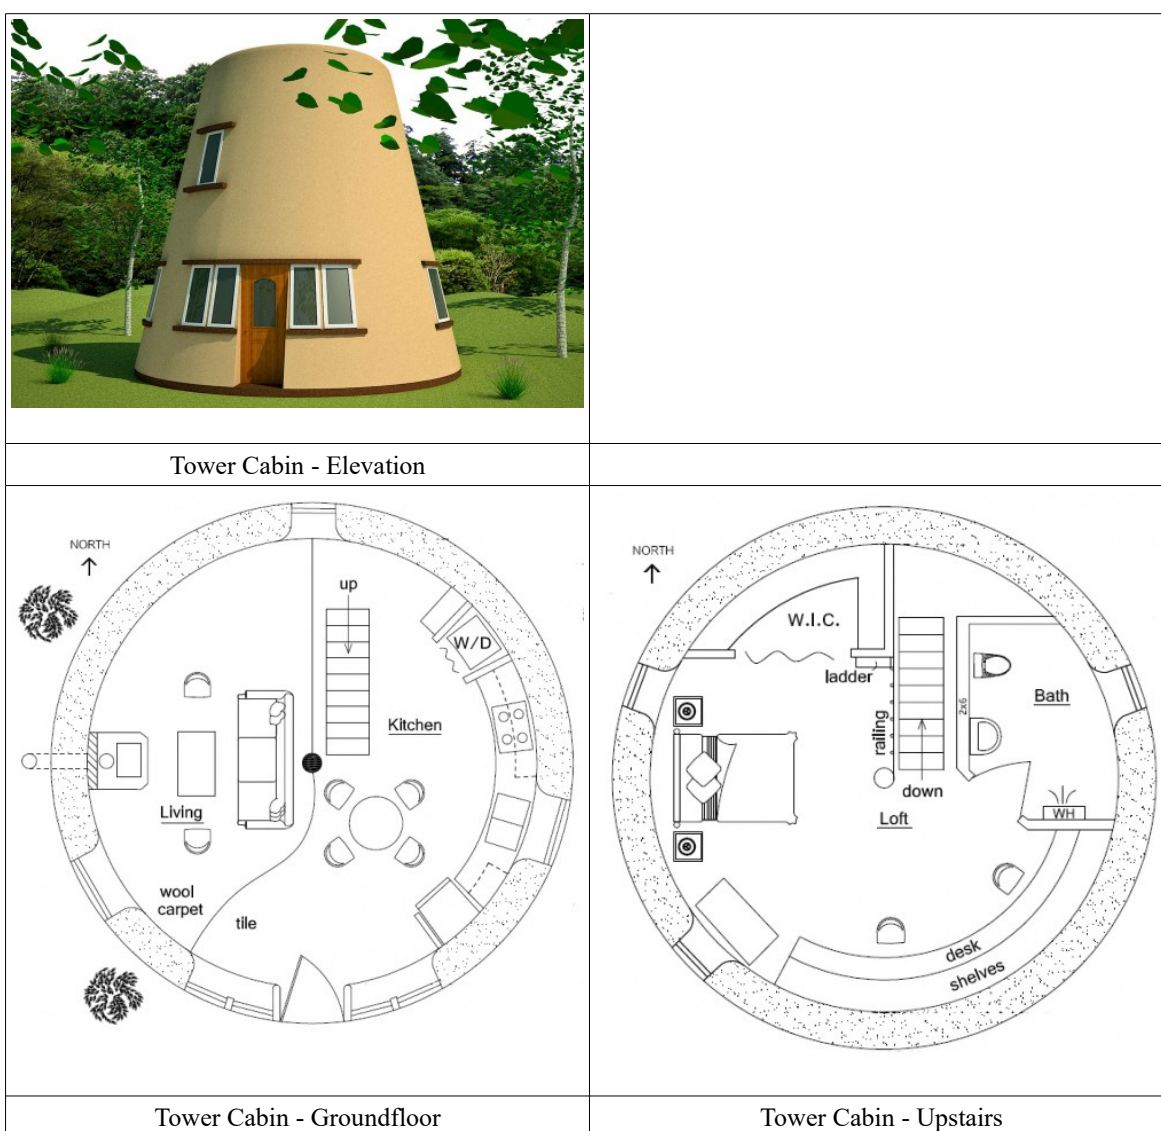 Tower Cabin - Elevation
NORTH
up
W/D
Kitchen
Living
wool
carpet
tile
Tower Cabin - Groundfloor
NORTH
W.I.C.
ladder
railing
2x6
Bath
down
WH
Loft
desk
shelves
Tower Cabin - Upstairs